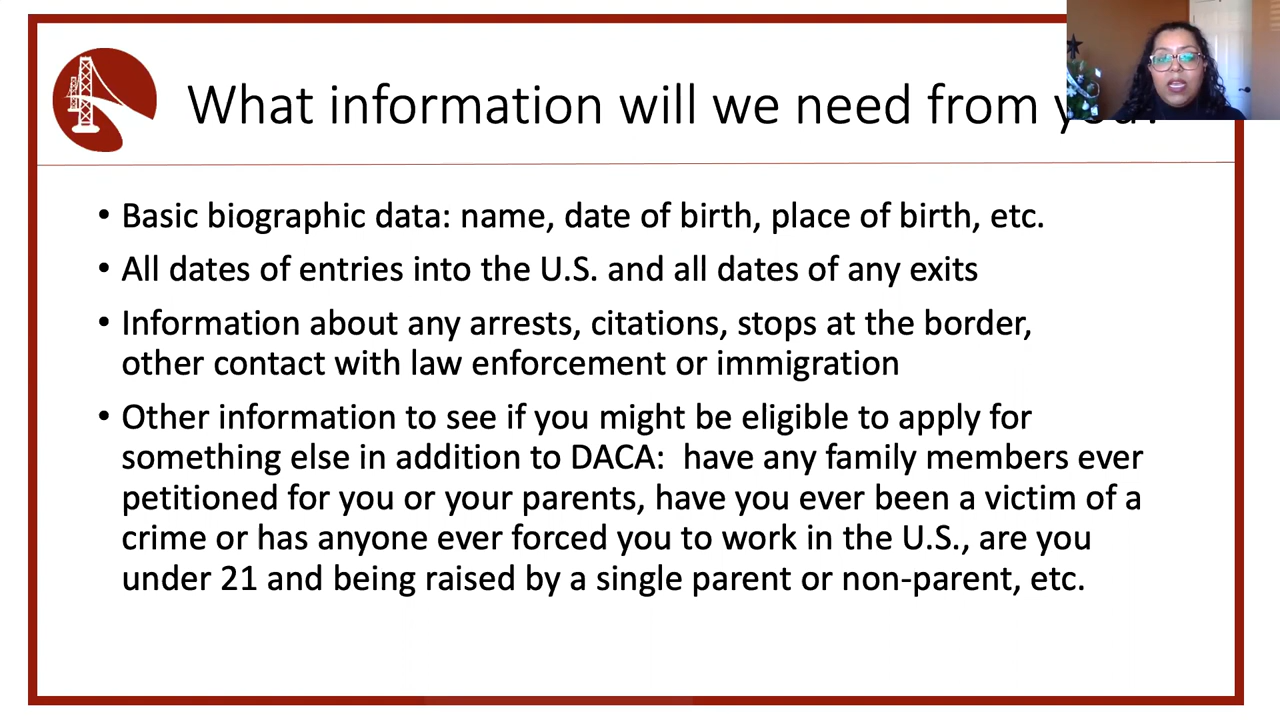 What information will we need from you?
• Basic biographic data: name, date of birth, place of birth, etc.
• All dates of entries into the U.S. and all dates of any exits
• Information about any arrests, citations, stops at the border,
other contact with law enforcement or immigration
• Other information to see if you might be eligible to apply for
something else in addition to DACA:  have any family members ever
petitioned for you or your parents, have you ever been a victim of a
crime or has anyone ever forced you to work in the U.S., are you
under 21 and being raised by a single parent or non-parent, etc.